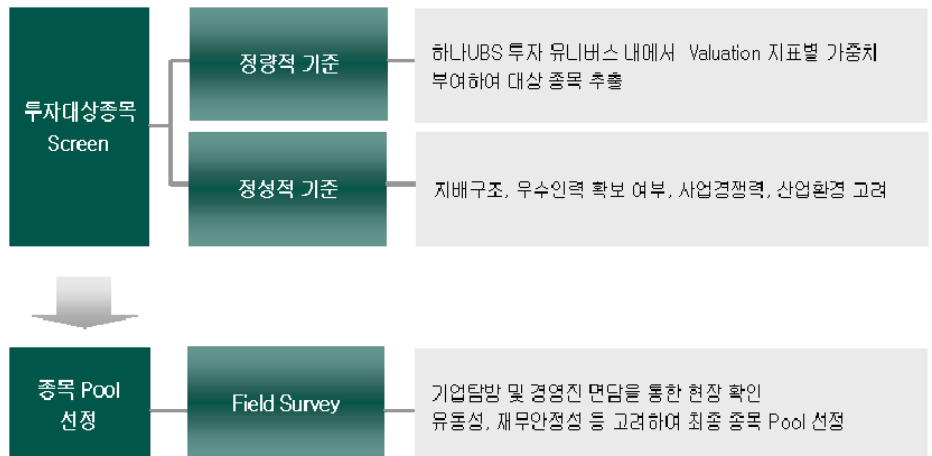 투자대상종목
Screen
정량적 기준
하나UBS 투자 유니버스 내에서 Valuation 지표별 가중치
부여하여 대상 종목 추출
정성적 기준
지배구조, 우수인력 확보 여부, 사업경쟁력, 산업환경 고려
종목 Pool
선정
Field Survey
기업탐방 및 경영진 면담을 통한 현장 확인
유동성, 재무안정성 등 고려하여 최종 종목 Pool 선정